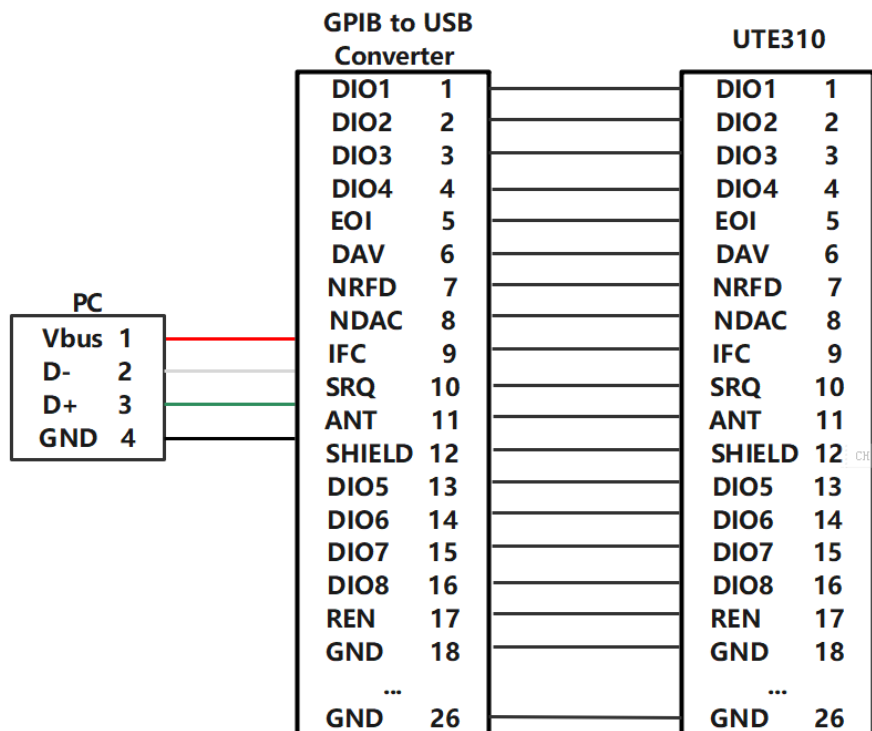 GPIB to USB
Converter
UTE310
DIO1 1
DIO2 2
DIO3 3
DIO4 4
EOI 5
DAV 6
NRFD 7
NDAC 8
IFC 9
SRQ 10
ANT 11
SHIELD 12
DIO5 13
DIO6 14
DIO7 15
DIO8 16
REN 17
GND 18
...
GND 26
DIO1 1
DIO2 2
DIO3 3
DIO4 4
EOI 5
DAV 6
NRFD 7
NDAC 8
IFC 9
SRQ 10
ANT 11
SHIELD 12
CH
DIO5 13
DIO6 14
DIO7 15
DIO8 16
REN 17
GND 18
...
GND 26
PC
Vbus 1
D- 2
D+ 3
GND 4